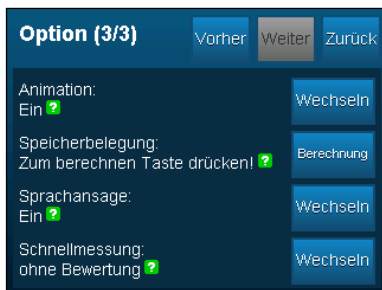 Option (3/3) Vorher Weiter Zurück
Animation:
Ein ?
Wechseln
Speicherbelegung:
Zum berechnen Taste drücken! ?
Berechnung
Sprachansage:
Ein ?
Wechseln
Schnellmessung:
ohne Bewertung ?
Wechseln